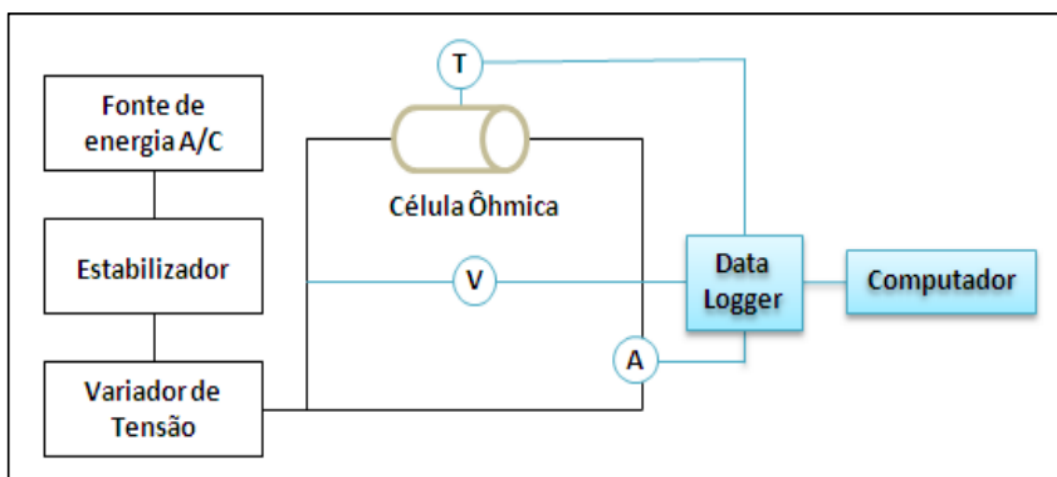 T
Fonte de
energia A/C
Célula Ôhmica
Estabilizador
V
Data
Logger
Computador
A
Variador de
Tensão